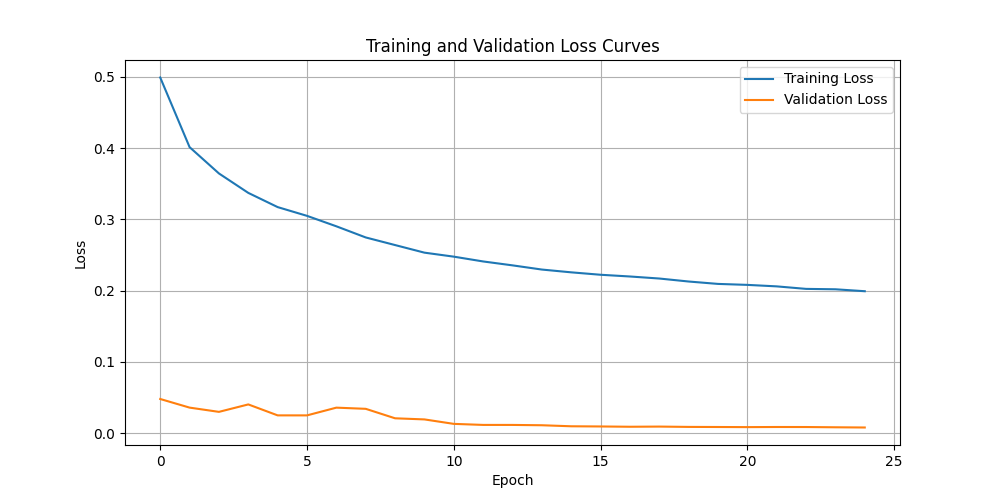 Training and Validation Loss Curves
Training Loss
Validation Loss
0.5
0.4
0.3
0.2
0.1
0.0
Loss
0 5 10 15 20 25
Epoch